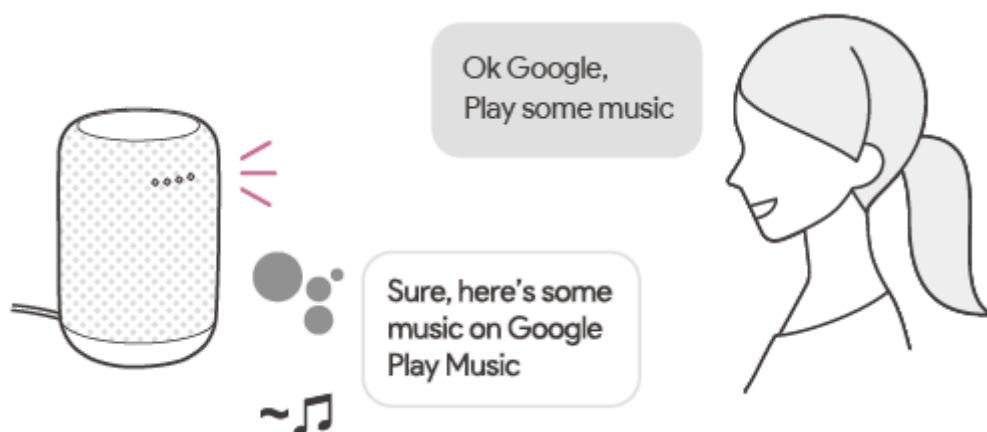 Ok Google,
Play some music
Sure, here's some
music on Google
Play Music